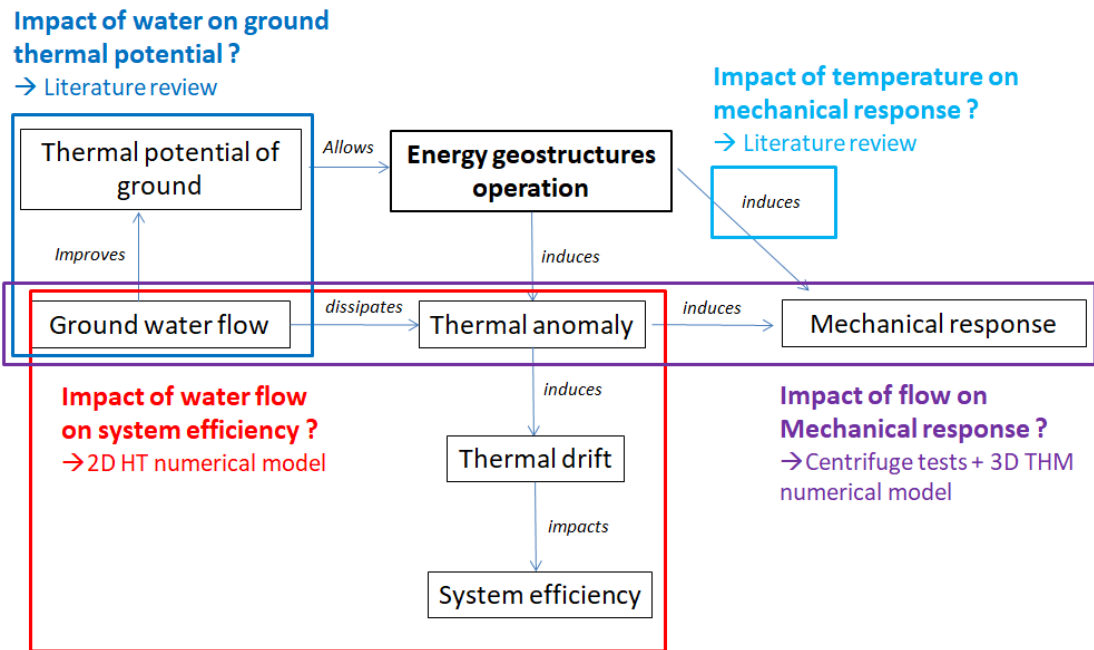 Impact of water on ground
thermal potential ?
→ Literature review
Impact of temperature on
mechanical response ?
→ Literature review
Thermal potential of
ground
Allows
Energy geostructures
operation
induces
Improves
induces
Ground water flow
dissipates
Thermal anomaly
induces
Mechanical response
Impact of water flow
on system efficiency ?
→2D HT numerical model
induces
Impact of flow on
Mechanical response ?
→Centrifuge tests + 3D THM
numerical model
Thermal drift
impacts
System efficiency